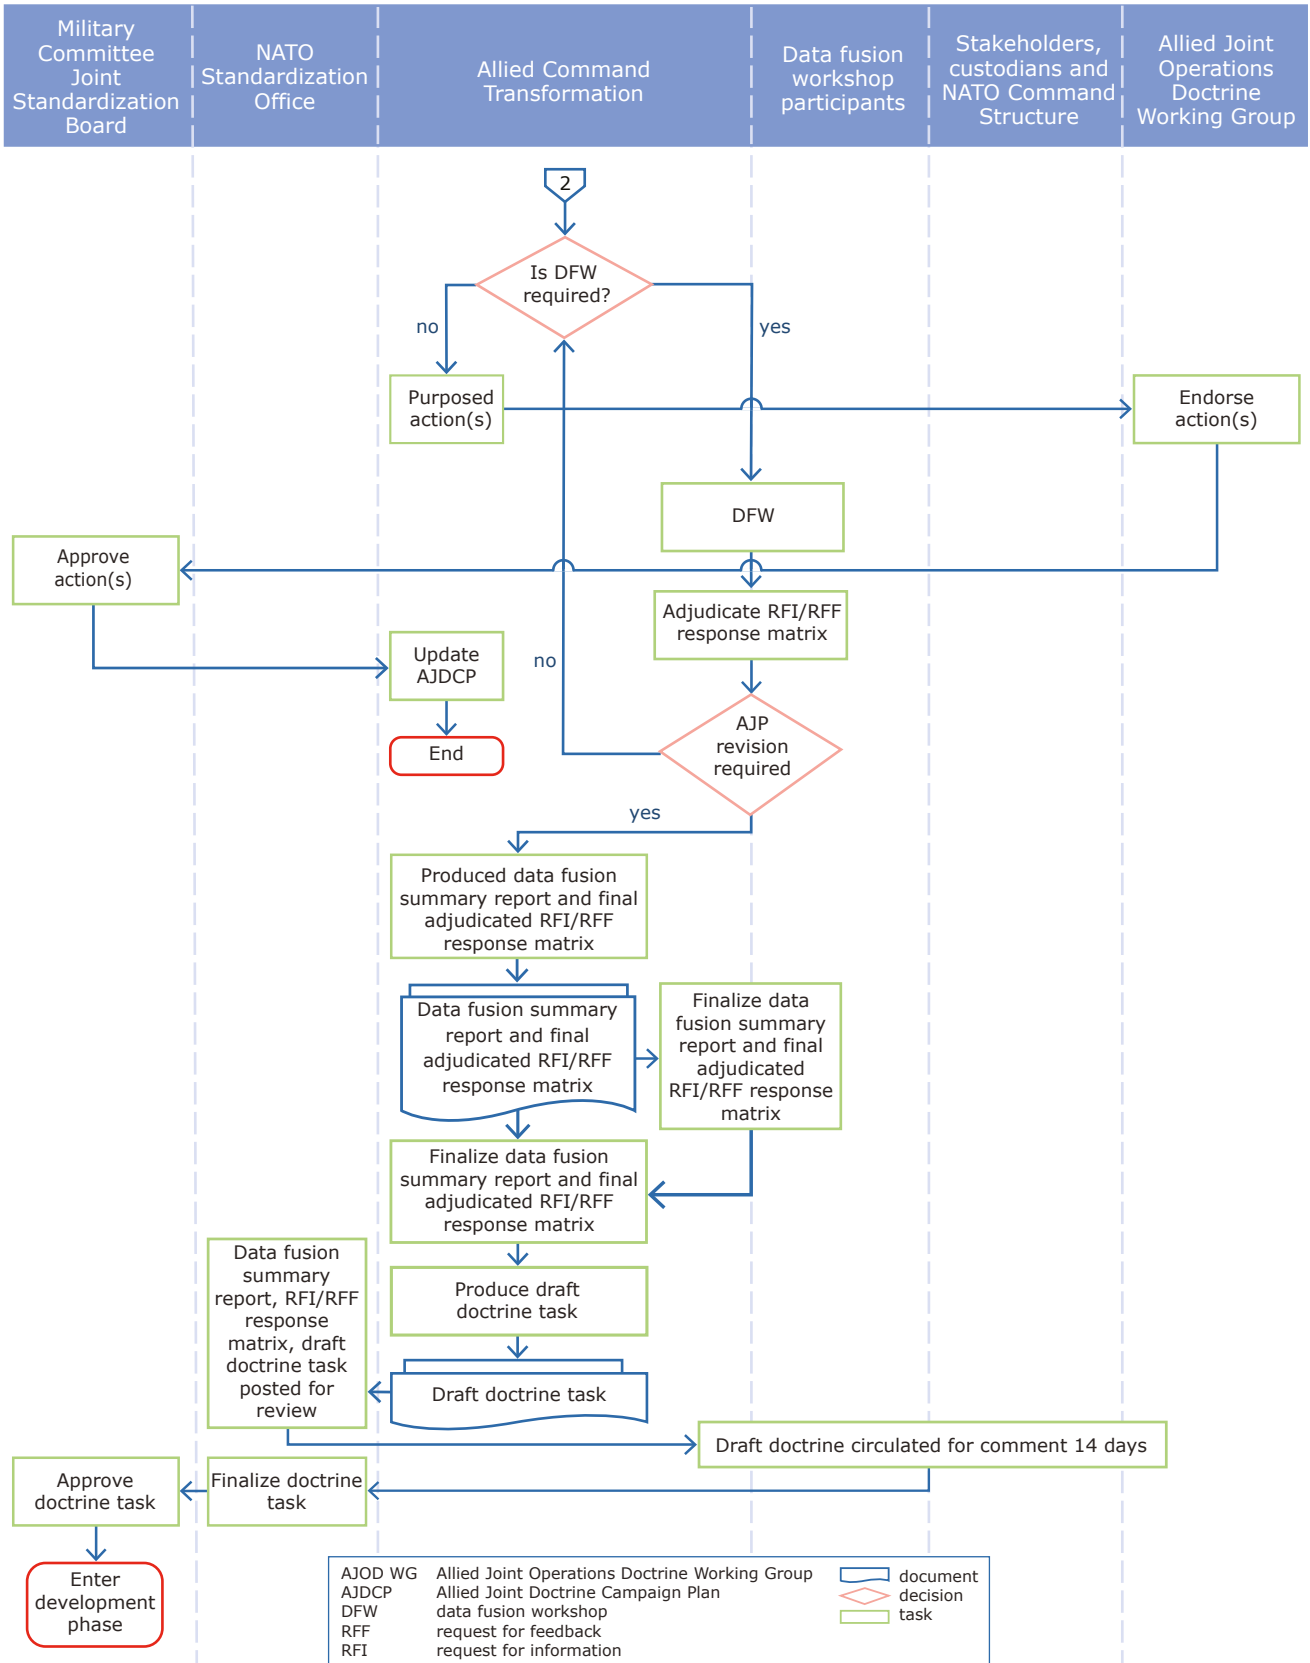 Military
Committee
Joint
Standardization
Board
NATO
Standardization
Office
Allied Command
Transformation
Data fusion
workshop
participants
Stakeholders,
custodians and
NATO Command
Structure
Allied Joint
Operations
Doctrine
Working Group
2
Is DFW
required?
no
yes
Purposed
action(s)
Endorse
action(s)
DFW
Approve
action(s)
Adjudicate RFI/RFF
response matrix
Update
AJDCP
no
End
AJP
revision
required
yes
Produced data fusion
summary report and final
adjudicated RFI/RFF
response matrix
Data fusion summary
report and final
adjudicated RFI/RFF
response matrix
Finalize data
fusion summary
report and final
adjudicated
RFI/RFF response
matrix
Finalize data fusion
summary report and final
adjudicated RFI/RFF
response matrix
Data fusion
summary
report, RFI/RFF
response
matrix, draft
doctrine task
posted for
review
Produce draft
doctrine task
Draft doctrine task
Draft doctrine circulated for comment 14 days
Approve
doctrine task
Finalize doctrine
task
Enter
development
phase
AJOD WG Allied Joint Operations Doctrine Working Group
AJDCP Allied Joint Doctrine Campaign Plan
DFW data fusion workshop
RFF request for feedback
RFI request for information
document
decision
task